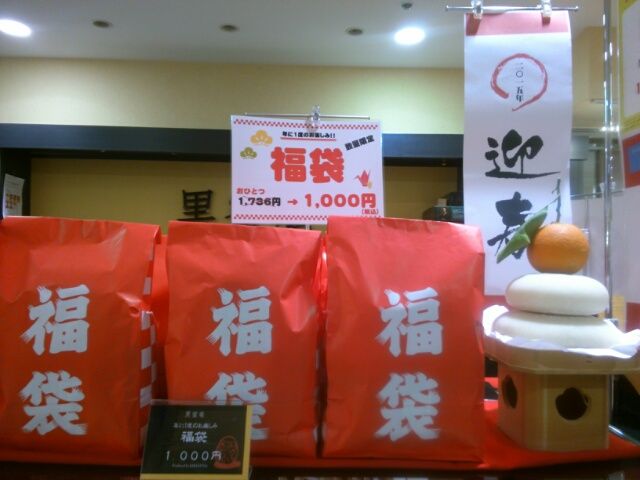 二〇一五年
迎
春
年に1度のお楽しみ!!
数量限定
福袋
おひとつ
1,736円 → 1,000円
(税込)
黒
福袋
福袋
福袋
年に1度のお楽しみ
福袋
1000円